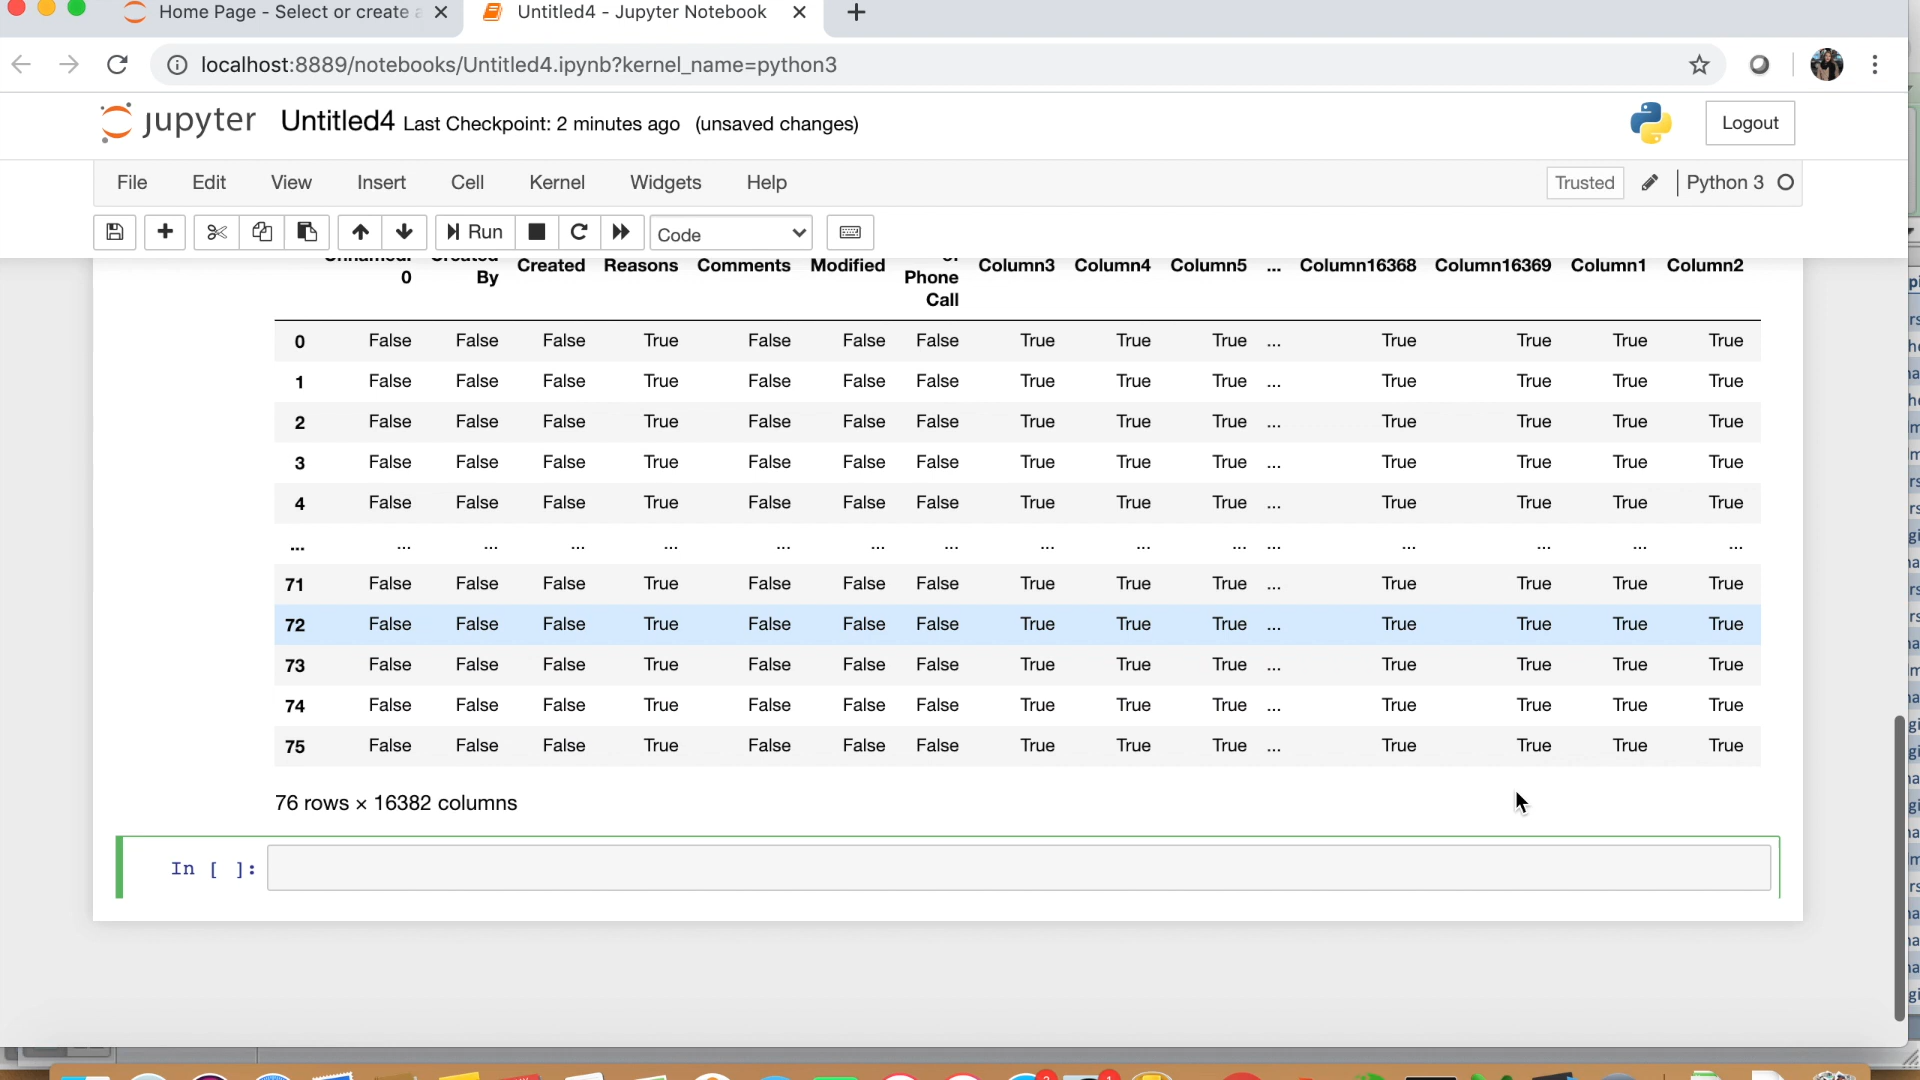 Home Page - Select or create a
Untitled4 - Jupyter Notebook
localhost:8889/notebooks/Untitled4.ipynb?kernel_name=python3
jupyter Untitled4 Last Checkpoint: 2 minutes ago (unsaved changes)
Logout
File Edit View Insert Cell Kernel Widgets Help Trusted Python 3
Run Code
Created Reasons Comments Modified Column3 Column4 Column5 ... Column16368 Column16369 Column1 Column2
0 By Phone
Call
0 False False False True False False False True True True ... True True True True
1 False False False True False False False True True True ... True True True True
2 False False False True False False False True True True ... True True True True
3 False False False True False False False True True True ... True True True True
4 False False False True False False False True True True ... True True True True
... ... ... ... ... ... ... ... ... ... ... ... ... ... ... ...
71 False False False True False False False True True True ... True True True True
72 False False False True False False False True True True ... True True True True
73 False False False True False False False True True True ... True True True True
74 False False False True False False False True True True ... True True True True
75 False False False True False False False True True True ... True True True True
76 rows × 16382 columns
In [ ]: